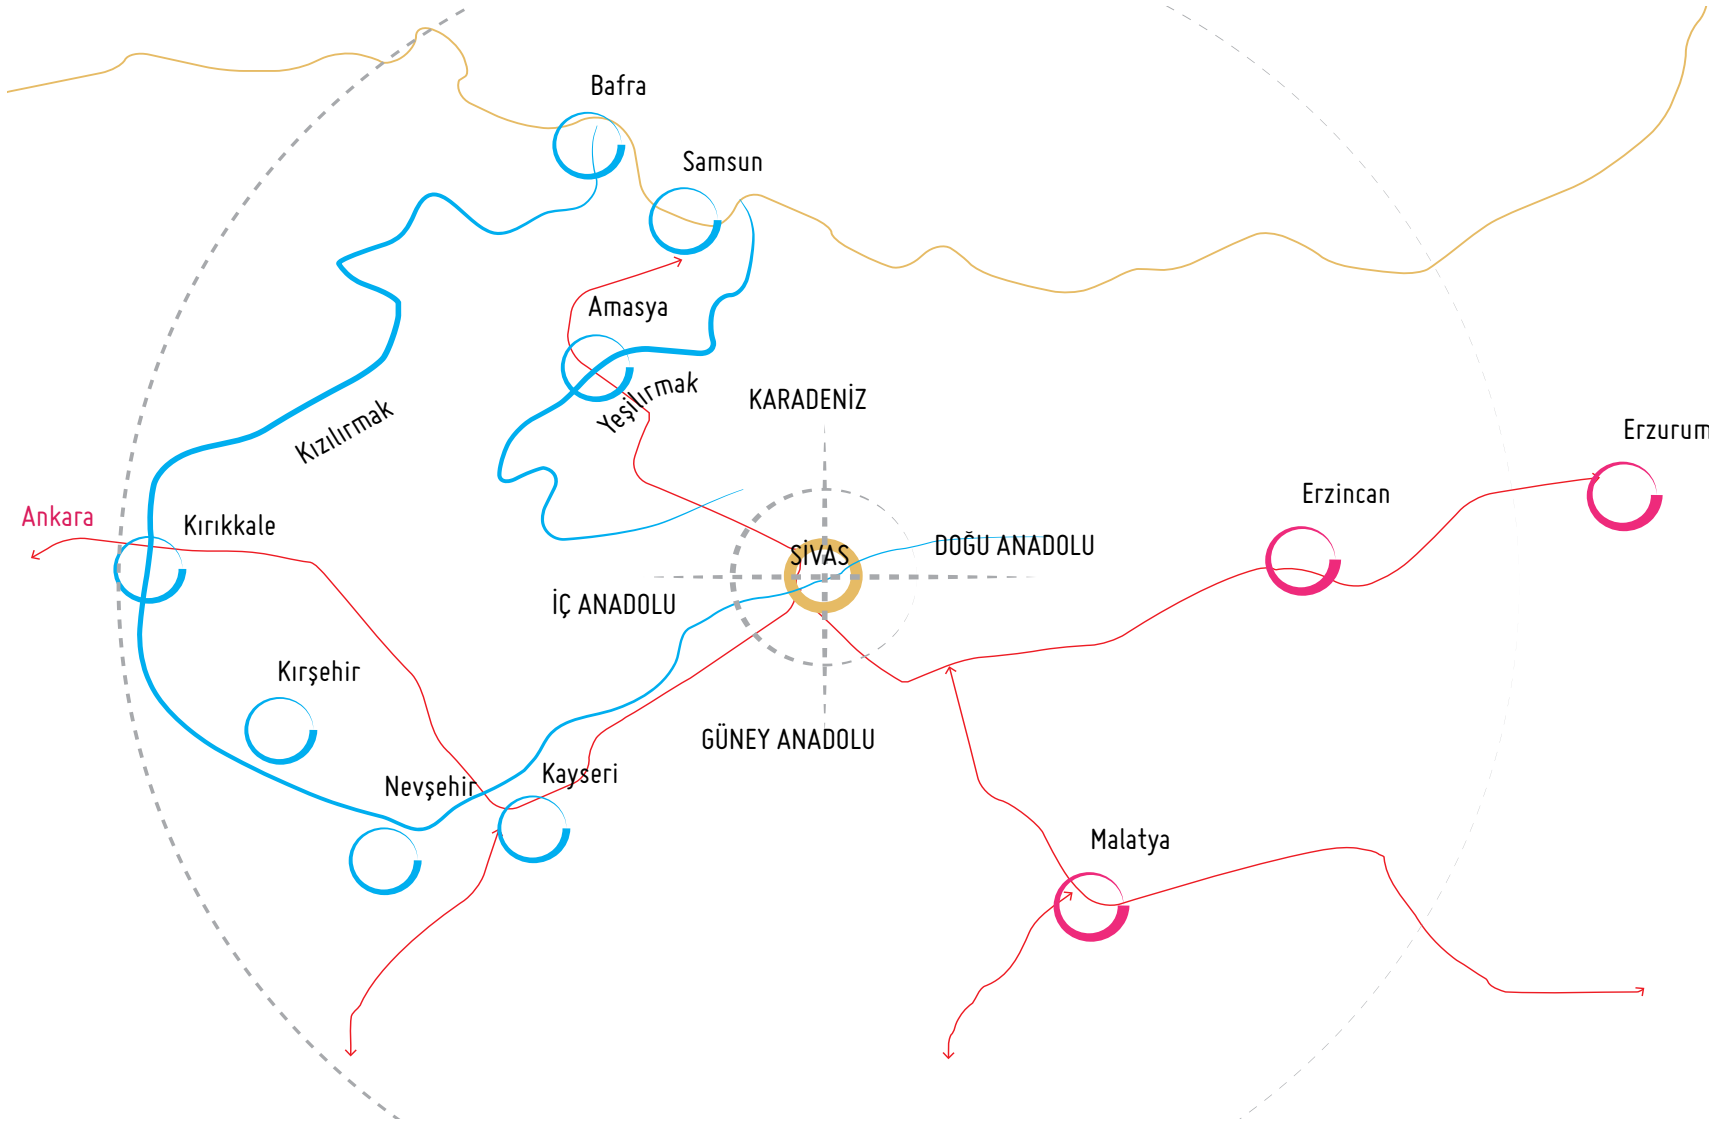 Bafra
Samsun
Amasya
Yeşilırmak
KARADENİZ
Kızılırmak
Erzurum
Erzincan
Ankara
Kırıkkale
SİVAS
DOĞU ANADOLU
İÇ ANADOLU
Kırşehir
GÜNEY ANADOLU
Nevşehir
Kayseri
Malatya